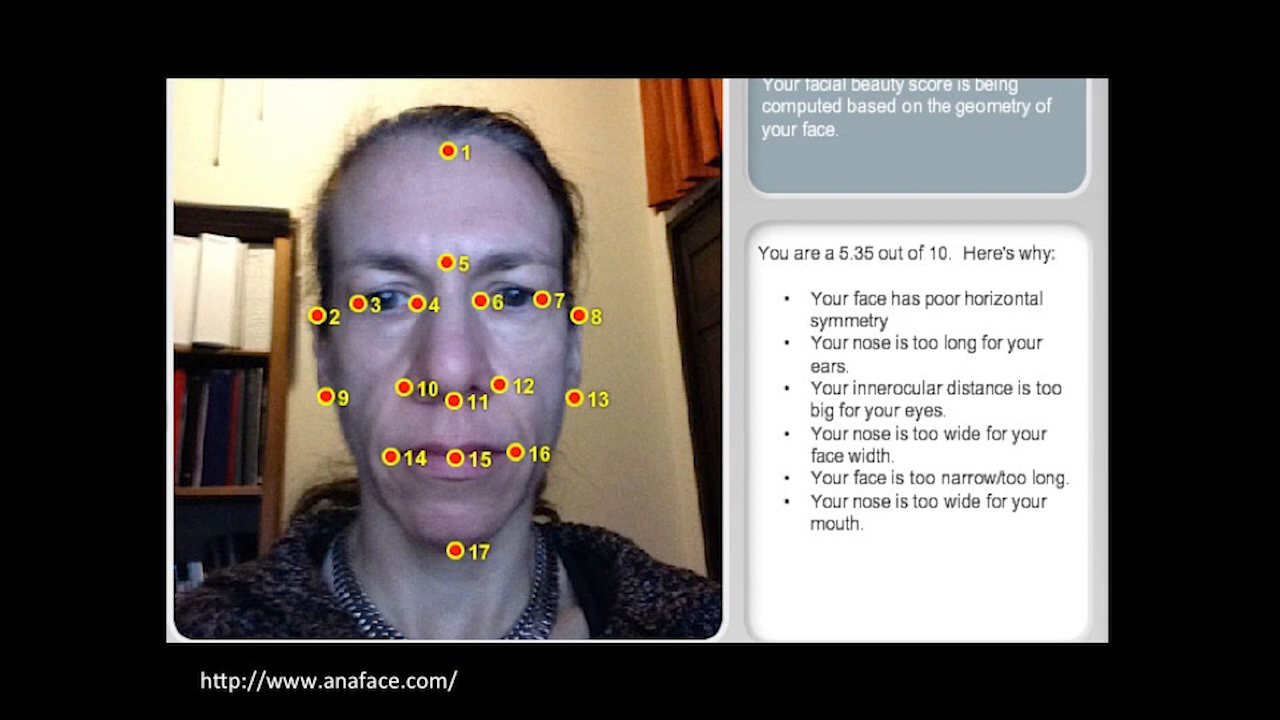 Your facial beauty score is being
computed based on the geometry of
your face.
1
5
2
3
4
6
7
8
9
10
11
12
13
14
15
16
17
You are a 5.35 out of 10. Here's why:
• Your face has poor horizontal
symmetry
• Your nose is too long for your
ears.
• Your innerocular distance is too
big for your eyes.
• Your nose is too wide for your
face width.
• Your face is too narrow/too long.
• Your nose is too wide for your
mouth.
http://www.anaface.com/